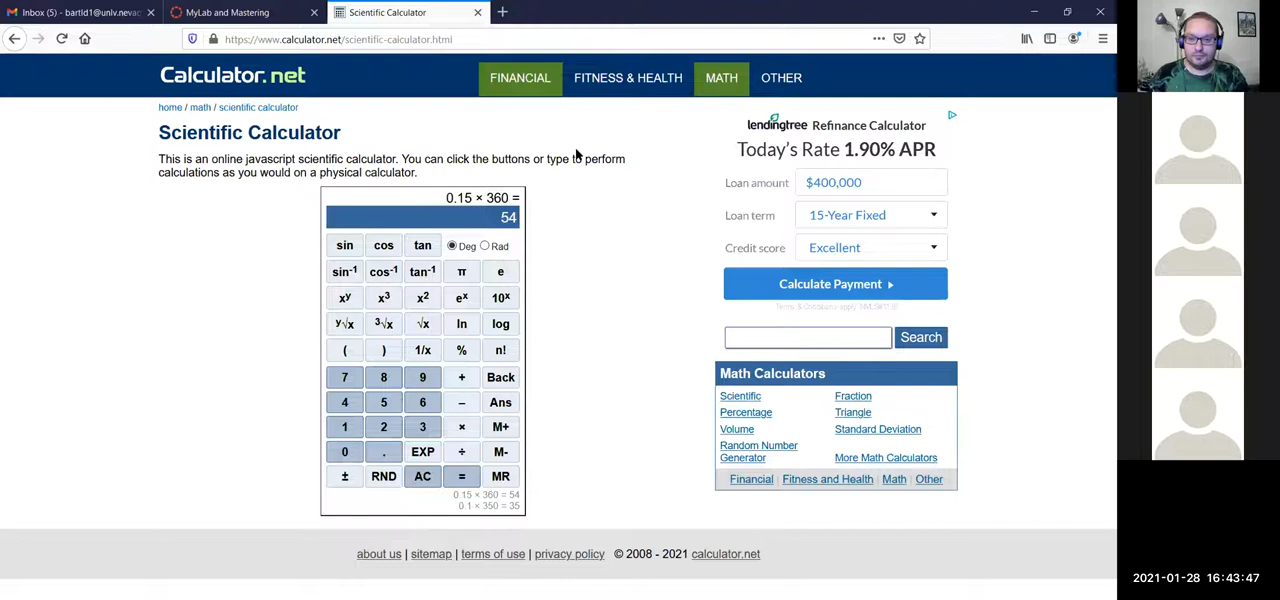 Inbox (5) - bartld1@unlv.nevad
MyLab and Mastering
Scientific Calculator
https://www.calculator.net/scientific-calculator.html
Calculator.net
FINANCIAL FITNESS & HEALTH MATH OTHER
home / math / scientific calculator
Scientific Calculator
This is an online javascript scientific calculator. You can click the buttons or type to perform
calculations as you would on a physical calculator.
0.15 × 360 =
54
sin cos tan Deg Rad
sin-1 cos-1 tan-1 π e
xy x3 x2 ex 10x
y√x 3√x √x ln log
( ) 1/x % n!
7 8 9 + Back
4 5 6 – Ans
1 2 3 × M+
0 . EXP ÷ M-
± RND AC = MR
0.15 × 360 = 54
0.1 × 350 = 35
lendingtree Refinance Calculator
Today's Rate 1.90% APR
Loan amount $400,000
Loan term 15-Year Fixed
Credit score Excellent
Calculate Payment
Search
Math Calculators
Scientific Fraction
Percentage Triangle
Volume Standard Deviation
Random Number
Generator More Math Calculators
Financial | Fitness and Health | Math | Other
about us | sitemap | terms of use | privacy policy © 2008 - 2021 calculator.net
2021-01-28 16:43:47